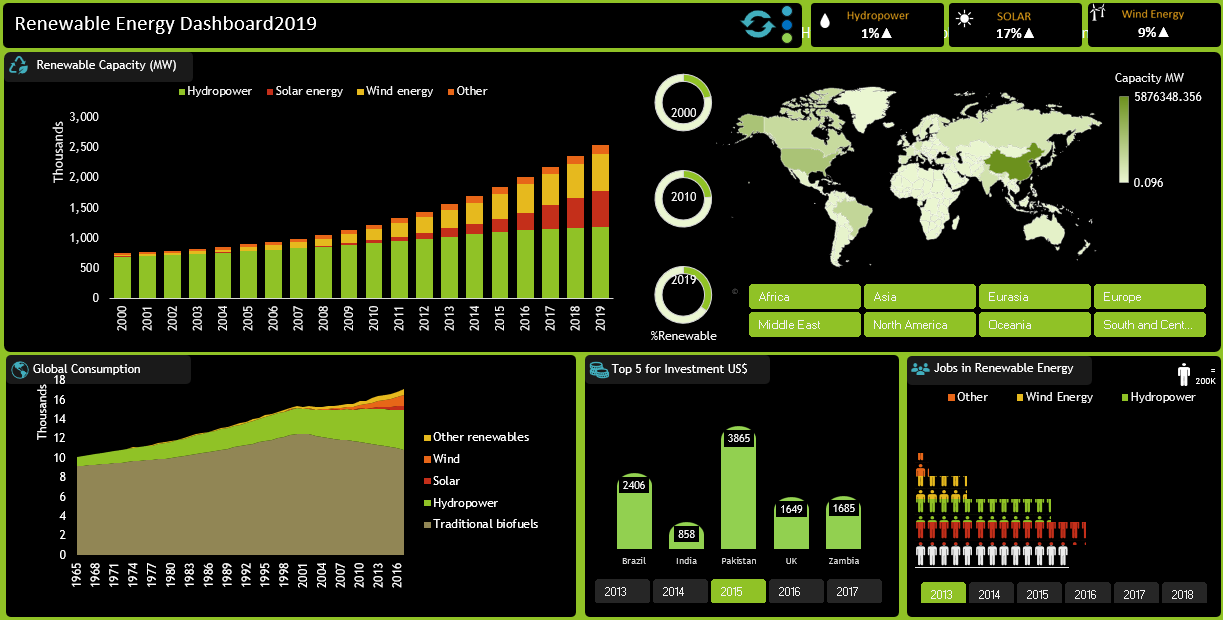 Renewable Energy Dashboard2019
Hydropower
1%▲
SOLAR
17%▲
Wind Energy
9%▲
Renewable Capacity (MW)
Hydropower Solar energy Wind energy Other
Thousands
3,000
2,500
2,000
1,500
1,000
500
0
2000 2001 2002 2003 2004 2005 2006 2007 2008 2009 2010 2011 2012 2013 2014 2015 2016 2017 2018 2019
2000
2010
2019
%Renewable
Capacity MW
5876348.356
0.096
©
Africa Asia Eurasia Europe
Middle East North America Oceania South and Cent...
Global Consumption
Thousands
18
16
14
12
10
8
6
4
2
0
1965 1968 1971 1974 1977 1980 1983 1986 1989 1992 1995 1998 2001 2004 2007 2010 2013 2016
Other renewables
Wind
Solar
Hydropower
Traditional biofuels
Top 5 for Investment US$
2406
858
3865
1649
1685
Brazil India Pakistan UK Zambia
2013 2014 2015 2016 2017
Jobs in Renewable Energy
=
200K
Other Wind Energy Hydropower
2013 2014 2015 2016 2017 2018